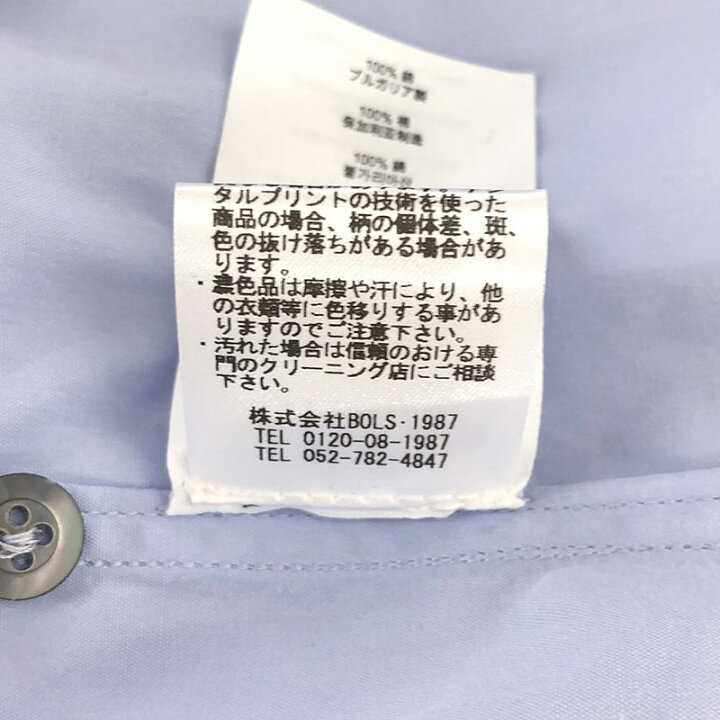 100% 綿
ブルガリア製
100% 綿
保加利亚制造
100% 綿
불가리아산
タルプリントの技術を使った
商品の場合、柄の個体差、斑、
色の抜け落ちがある場合があ
ります。
・濃色品は摩擦や汗により、他
の衣類等に色移りする事があ
りますのでご注意下さい。
・汚れた場合は信頼のおける専
門のクリーニング店にご相談
下さい。
株式会社BOLS・1987
TEL 0120-08-1987
TEL 052-782-4847